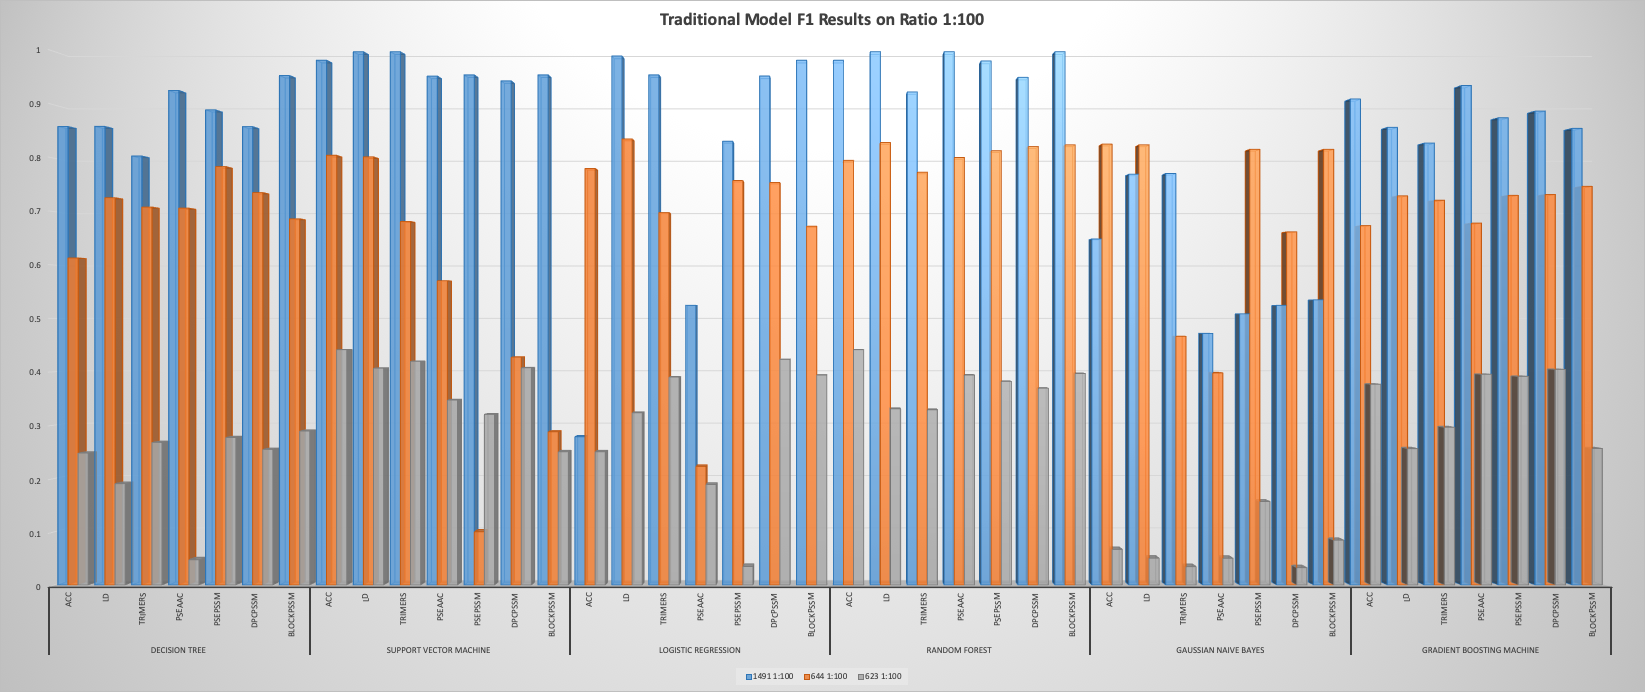 Traditional Model F1 Results on Ratio 1:100
1
0.9
0.8
0.7
0.6
0.5
0.4
0.3
0.2
0.1
0
ACC LD TRIMERs PSEAAC PSEPSSM DPCPSSM BLOCKPSSM ACC LD TRIMERS PSEAAC PSEPSSM DPCPSSM BLOCKPSSM ACC LD TRIMERS PSEAAC PSEPSSM DPCPSSM BLOCKPSSM ACC LD TRIMERS PSEAAC PSEPSSM DPCPSSM BLOCKPSSM ACC LD TRIMERS PSEAAC PSEPSSM DPCPSSM BLOCKPSSM ACC LD TRIMERS PSEAAC PSEPSSM DPCPSSM BLOCKPSSM
DECISION TREE SUPPORT VECTOR MACHINE LOGISTIC REGRESSION RANDOM FOREST GAUSSIAN NAIVE BAYES GRADIENT BOOSTING MACHINE
1491 1:100 644 1:100 623 1:100